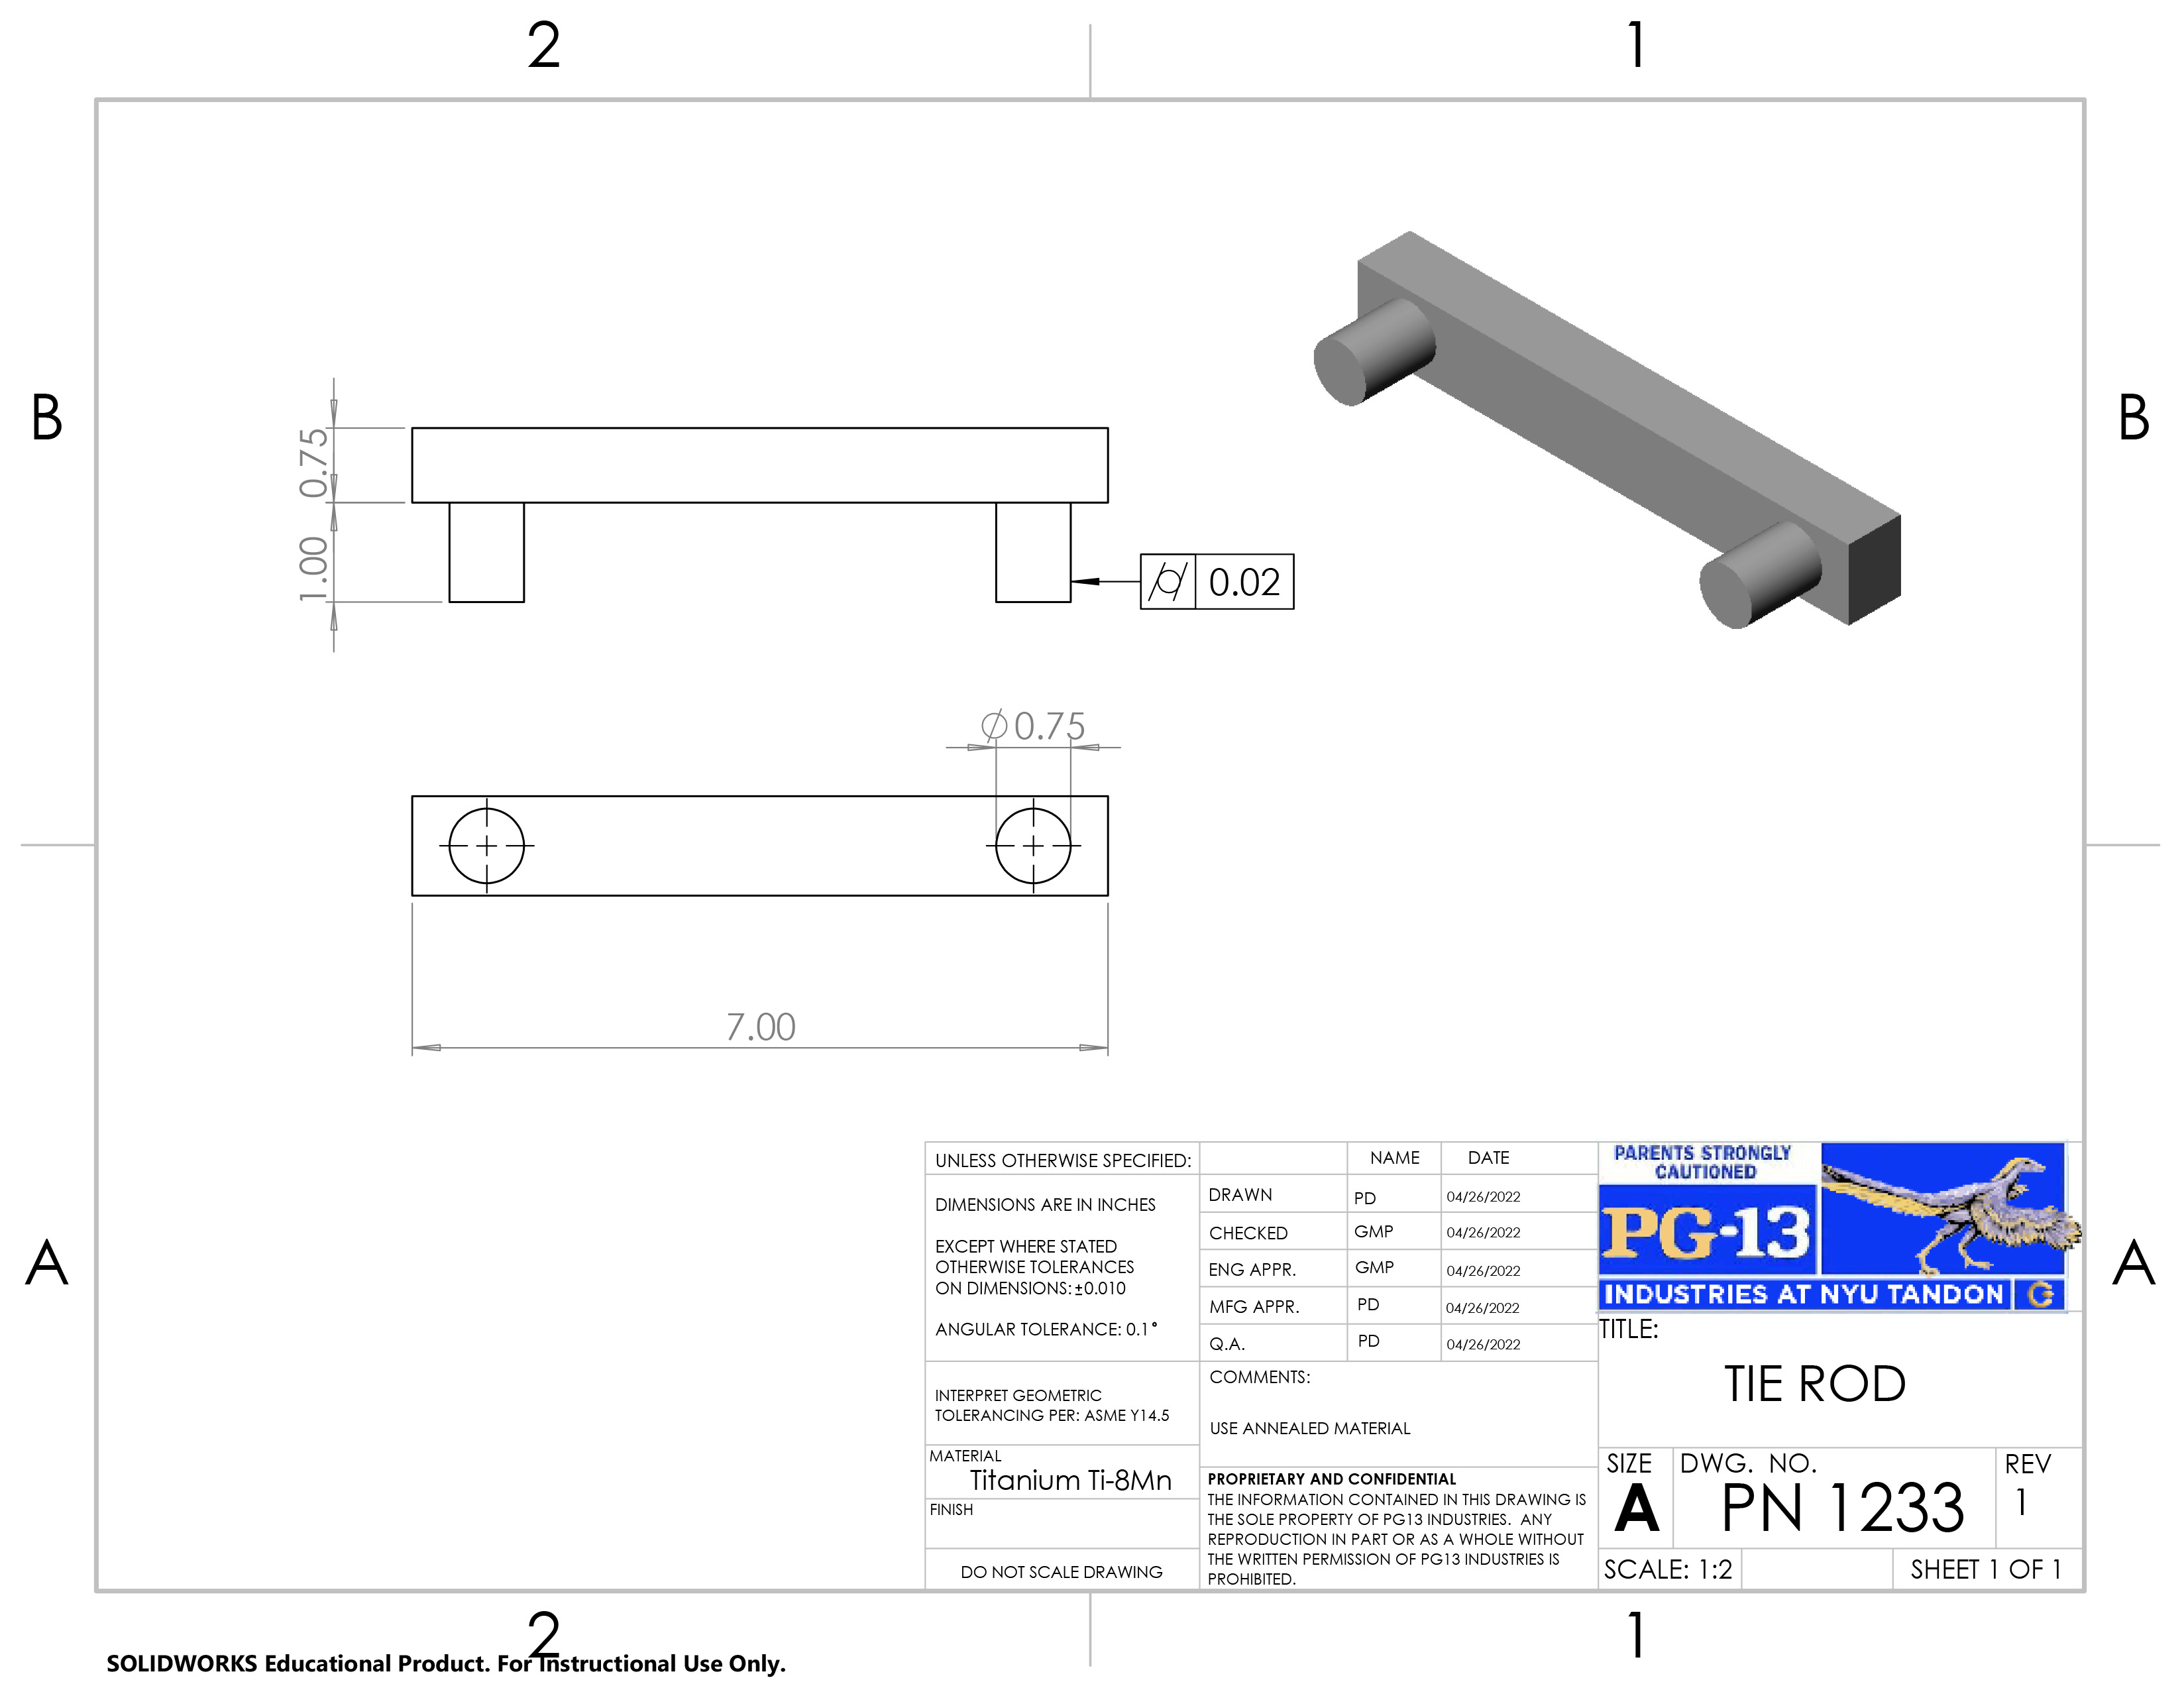 2 1
B B
0.75
1.00
0.02
∅0.75
7.00
A A
UNLESS OTHERWISE SPECIFIED:
DIMENSIONS ARE IN INCHES
EXCEPT WHERE STATED
OTHERWISE TOLERANCES
ON DIMENSIONS:±0.010
ANGULAR TOLERANCE: 0.1°
INTERPRET GEOMETRIC
TOLERANCING PER: ASME Y14.5
MATERIAL
Titanium Ti-8Mn
FINISH
DO NOT SCALE DRAWING
NAME DATE
DRAWN PD 04/26/2022
CHECKED GMP 04/26/2022
ENG APPR. GMP 04/26/2022
MFG APPR. PD 04/26/2022
Q.A. PD 04/26/2022
COMMENTS:
USE ANNEALED MATERIAL
PROPRIETARY AND CONFIDENTIAL
THE INFORMATION CONTAINED IN THIS DRAWING IS
THE SOLE PROPERTY OF PG13 INDUSTRIES. ANY
REPRODUCTION IN PART OR AS A WHOLE WITHOUT
THE WRITTEN PERMISSION OF PG13 INDUSTRIES IS
PROHIBITED.
PARENTS STRONGLY
CAUTIONED
PG-13
INDUSTRIES AT NYU TANDON
TITLE:
TIE ROD
SIZE DWG. NO. REV
A PN 1233 1
SCALE: 1:2 SHEET 1 OF 1
2 1
SOLIDWORKS Educational Product. For Instructional Use Only.